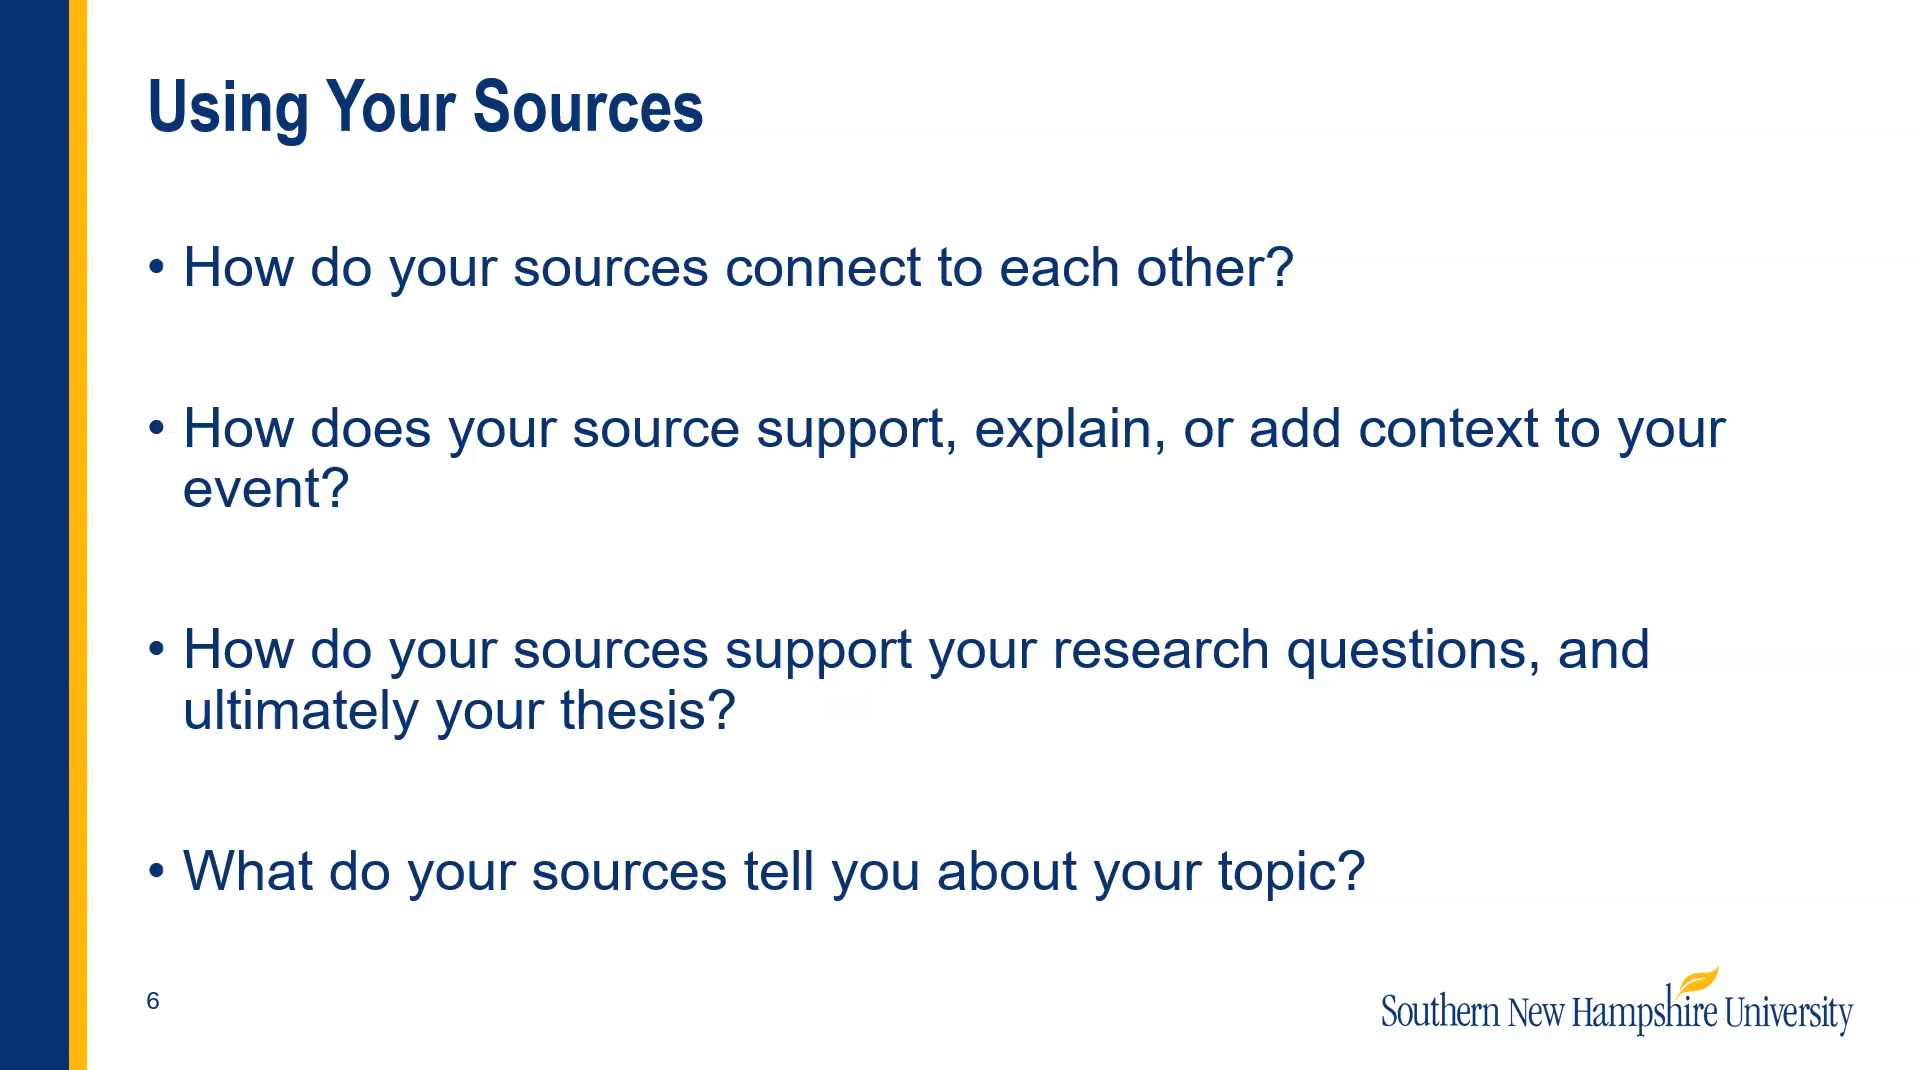 Using Your Sources
• How do your sources connect to each other?
• How does your source support, explain, or add context to your
event?
• How do your sources support your research questions, and
ultimately your thesis?
• What do your sources tell you about your topic?
6
Southern New Hampshire University